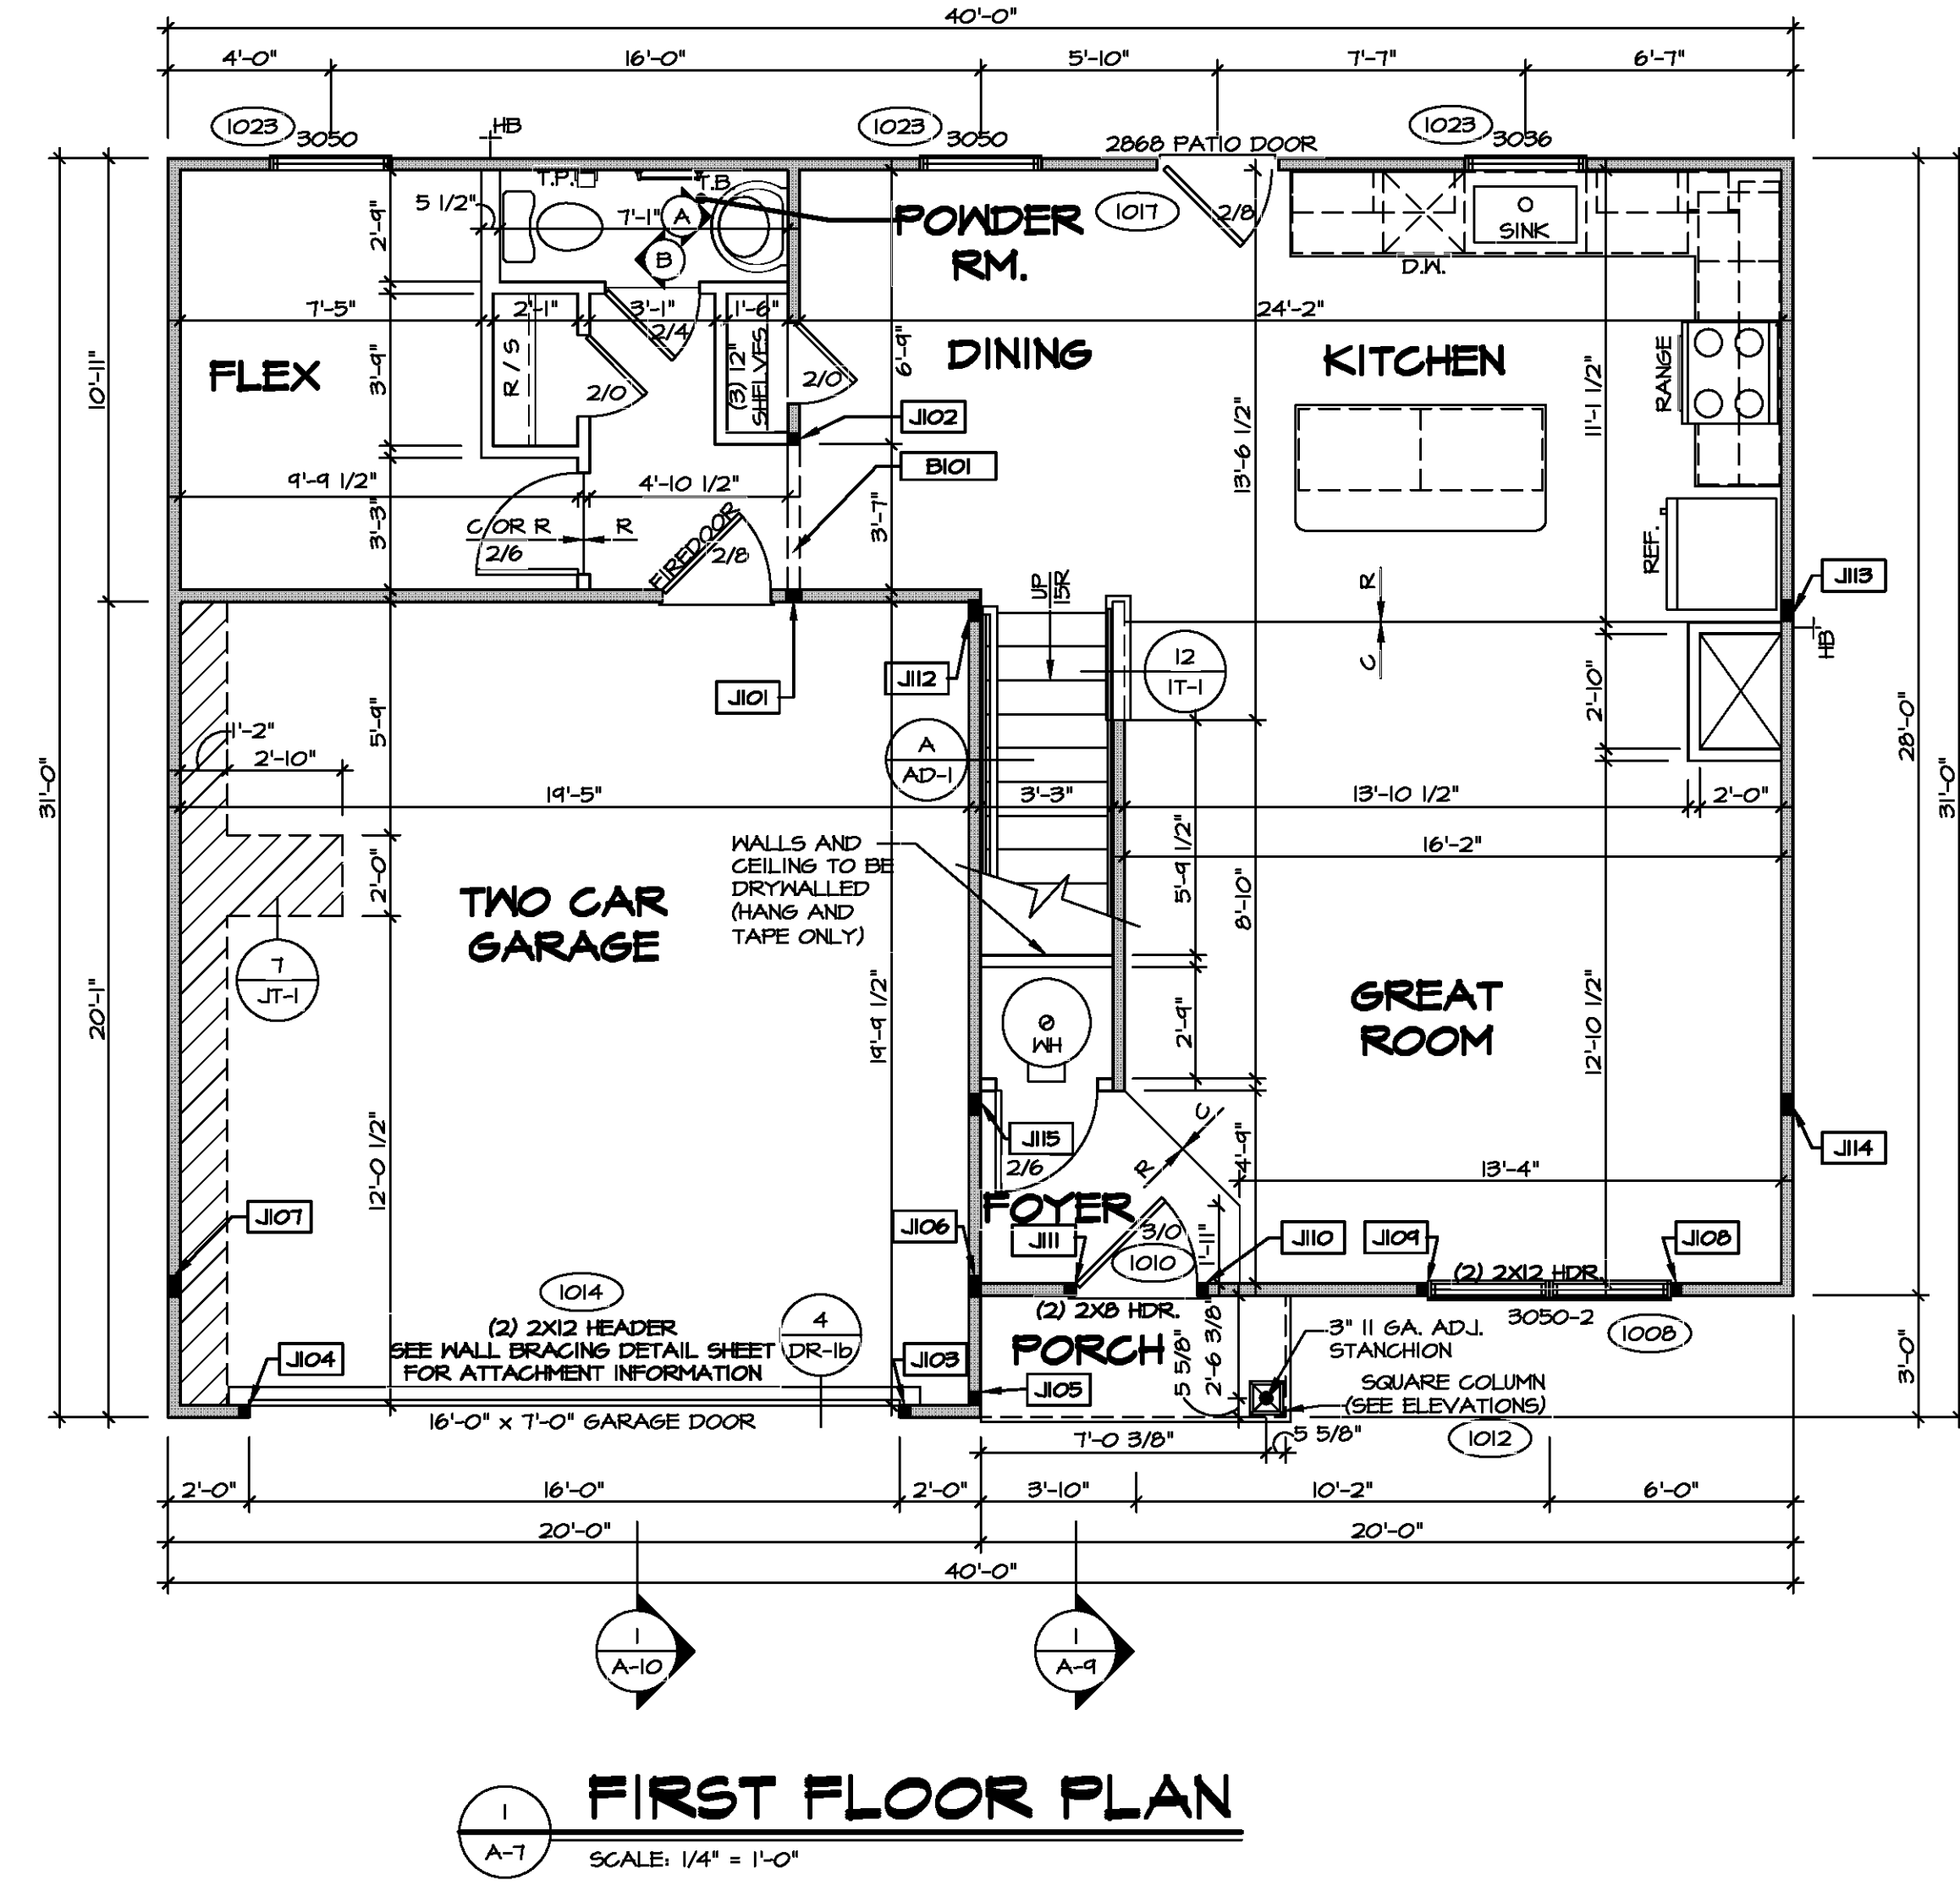 40'-0"
4'-0" 16'-0" 5'-10" 7'-7" 6'-7"
1023 3050 HB 1023 3050 2868 PATIO DOOR 1023 3036
T.P. T.B.
5 1/2" 7'-1" A POWDER 1017 2/8 SINK
2'-9" B RM. D.W.
7'-5" 2'-1" 3'-1" 1'-6" 24'-2"
2/4
FLEX R / S 2/0 (3) 12" SHELVES 2/0 6'-9" DINING KITCHEN RANGE
10'-11" 3'-9" J102 13'-6 1/2" 11'-1 1/2"
B101
9'-9 1/2" 4'-10 1/2"
3'-3" C OR R R 3'-7"
2/6 FIREDOOR 2/8 REF.
UP 15R R J113
C HB
J101 J112 12 1T-1
1'-2" 5'-9" A AD-1 2'-10"
2'-10"
31'-0" 28'-0" 31'-0"
19'-5" 3'-3" 13'-10 1/2" 2'-0"
WALLS AND
CEILING TO BE
DRYWALLED
(HANG AND
TAPE ONLY)
16'-2"
2'-0" 5'-9 1/2" 8'-10"
TWO CAR
GARAGE
7
JT-1
20'-1" 19'-9 1/2" 2'-9" 12'-10 1/2"
WH
GREAT
ROOM
12'-0 1/2" J115 C J114
2/6 R 4'-9" 13'-4"
FOYER
J107 J106 J111 3/0 1'-11" J110 J109 J108
1010
1014 (2) 2X12 HDR.
(2) 2X12 HEADER
SEE WALL BRACING DETAIL SHEET
FOR ATTACHMENT INFORMATION
4
DR-1b
(2) 2X8 HDR. 3050-2 1008
PORCH 5 5/8" 2'-6 3/8"
3" 11 GA. ADJ.
STANCHION
J104 J103 J105
SQUARE COLUMN
(SEE ELEVATIONS)
3'-0"
16'-0" x 7'-0" GARAGE DOOR
1012
7'-0 3/8" 5 5/8"
2'-0" 16'-0" 2'-0" 3'-10" 10'-2" 6'-0"
20'-0" 20'-0"
40'-0"
1 1
A-10 A-9
1 FIRST FLOOR PLAN
A-7 SCALE: 1/4" = 1'-0"